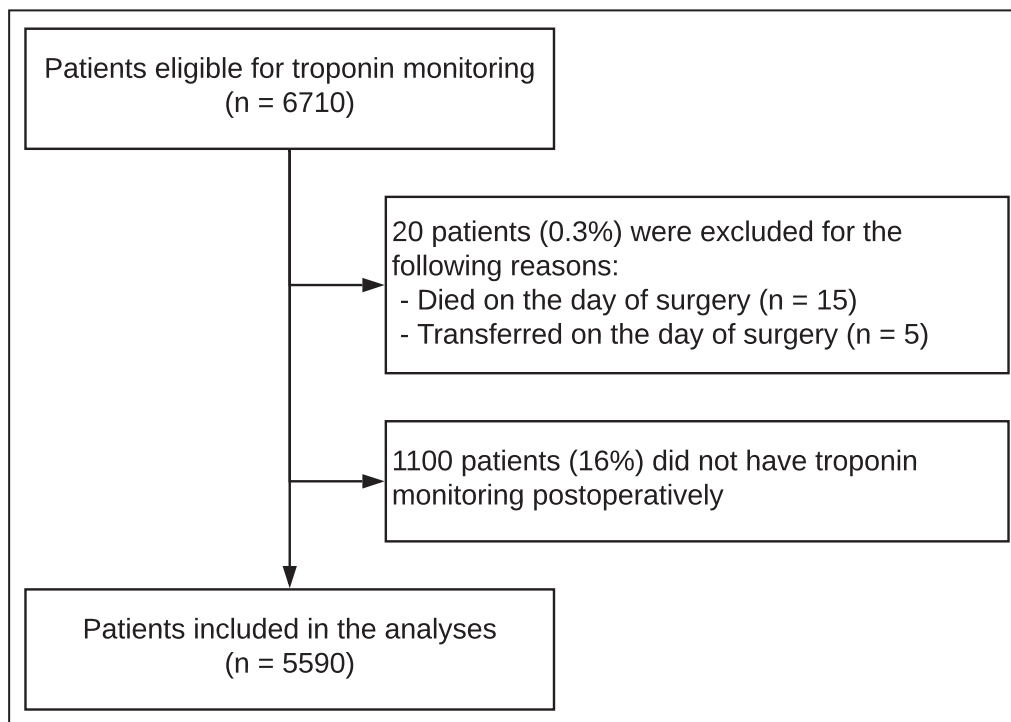 Patients eligible for troponin monitoring
(n = 6710)
20 patients (0.3%) were excluded for the
following reasons:
- Died on the day of surgery (n = 15)
- Transferred on the day of surgery (n = 5)
1100 patients (16%) did not have troponin
monitoring postoperatively
Patients included in the analyses
(n = 5590)